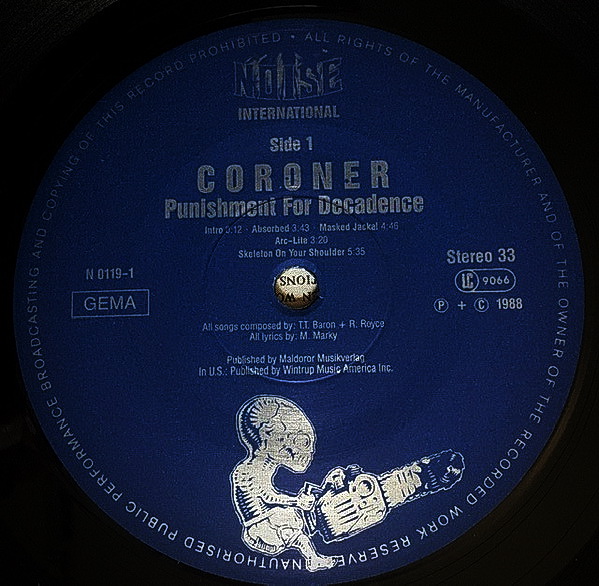 ALL RIGHTS OF THE MANUFACTURER AND OF THE OWNER OF THE RECORDED WORK RESERVED UNAUTHORISED PUBLIC PERFORMANCE BROADCASTING AND COPYING OF THIS RECORD PROHIBITED •
NOISE
INTERNATIONAL
Side 1
CORONER
Punishment For Decadence
Intro 0:12 · Absorbed 3:43 · Masked Jackal 4:46
Arc-Lite 3:20
Skeleton On Your Shoulder 5:35
N 0119-1
GEMA
Stereo 33
LC 9066
Ⓟ + © 1988
All songs composed by: T.T. Baron + R. Royce
All lyrics by: M. Marky
Published by Maldoror Musikverlag
In U.S.: Published by Wintrup Music America Inc.